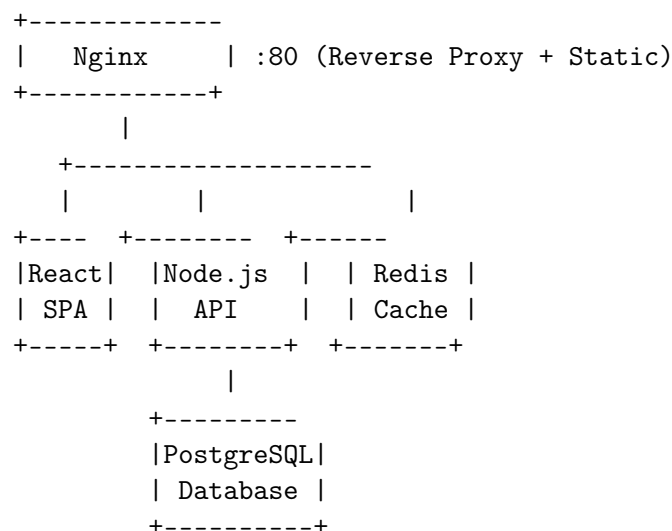 +-------------
|   Nginx     | :80 (Reverse Proxy + Static)
+------------+
       |
   +--------------------
   |        |              |
+----  +--------  +------
|React|  |Node.js  |  | Redis |
| SPA |  |  API    |  | Cache |
+-----+  +--------+  +-------+
              |
         +---------
         |PostgreSQL|
         | Database |
         +----------+